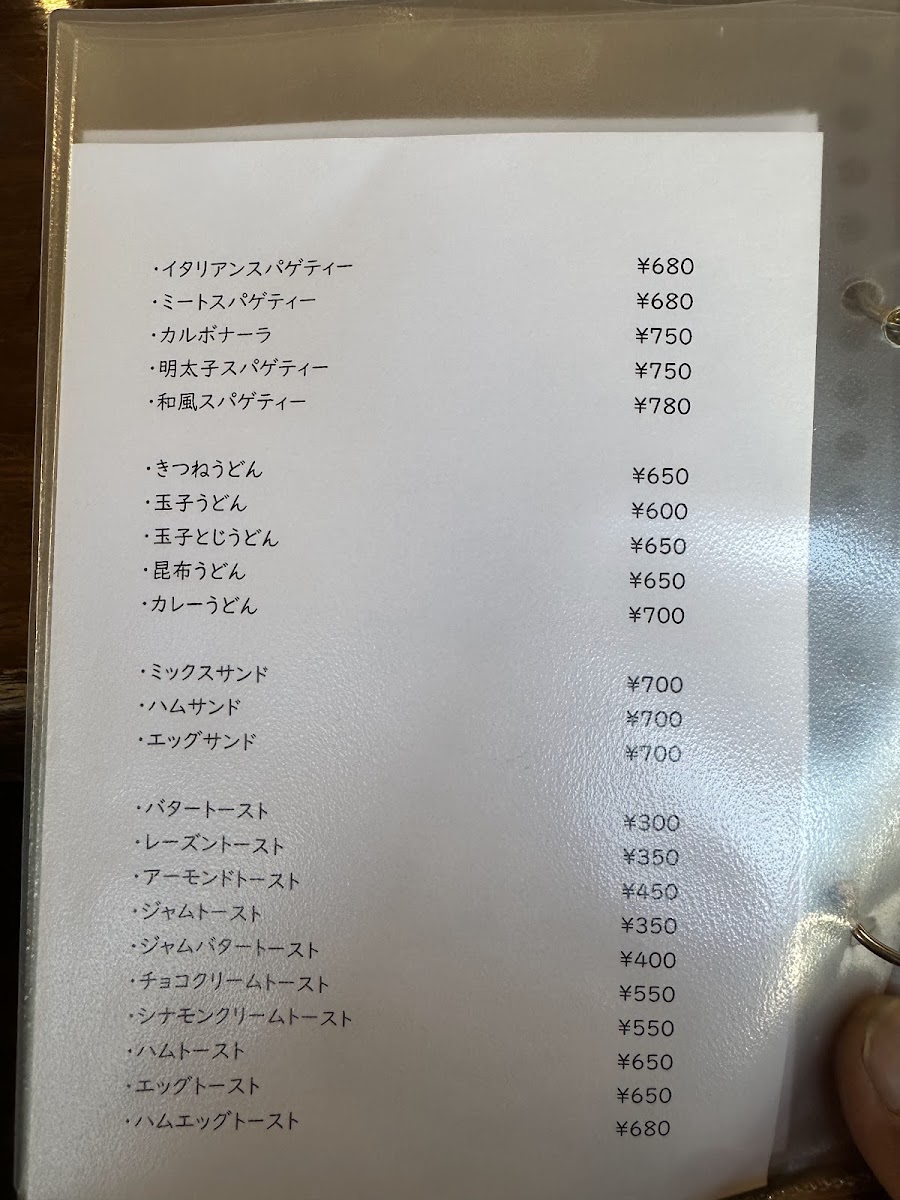 ・イタリアンスパゲティー ¥680
・ミートスパゲティー ¥680
・カルボナーラ ¥750
・明太子スパゲティー ¥750
・和風スパゲティー ¥780
・きつねうどん ¥650
・玉子うどん ¥600
・玉子とじうどん ¥650
・昆布うどん ¥650
・カレーうどん ¥700
・ミックスサンド ¥700
・ハムサンド ¥700
・エッグサンド ¥700
・バタートースト ¥300
・レーズントースト ¥350
・アーモンドトースト ¥450
・ジャムトースト ¥350
・ジャムバタートースト ¥400
・チョコクリームトースト ¥550
・シナモンクリームトースト ¥550
・ハムトースト ¥650
・エッグトースト ¥650
・ハムエッグトースト ¥680